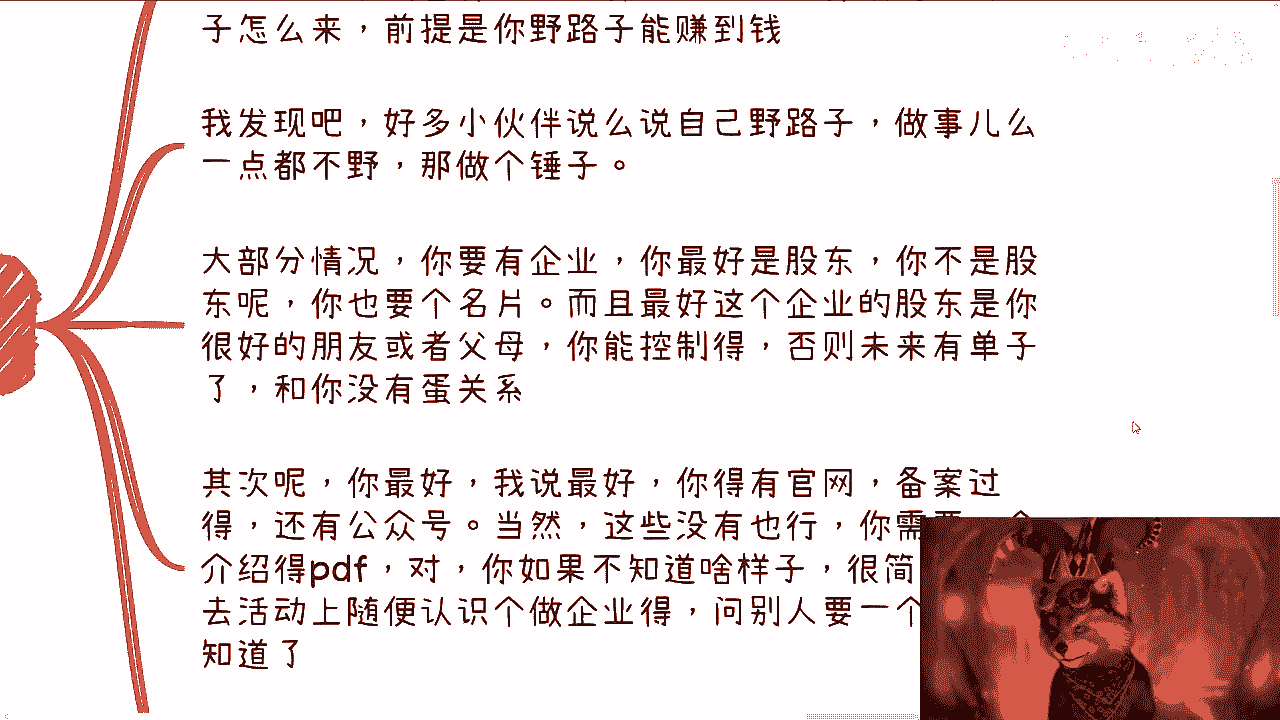 子怎么来，前提是你野路子能赚到钱
我发现吧，好多小伙伴说么说自己野路子，做事儿么
一点都不野，那做个锤子。
大部分情况，你要有企业，你最好是股东，你不是股
东呢，你也要个名片。而且最好这个企业的股东是你
很好的朋友或者父母，你能控制得，否则未来有单子
了，和你没有蛋关系
其次呢，你最好，我说最好，你得有官网，备案过
得，还有公众号。当然，这些没有也行，你需
介绍得pdf，对，你如果不知道啥样子，很简
去活动上随便认识个做企业得，问别人要一个
知道了